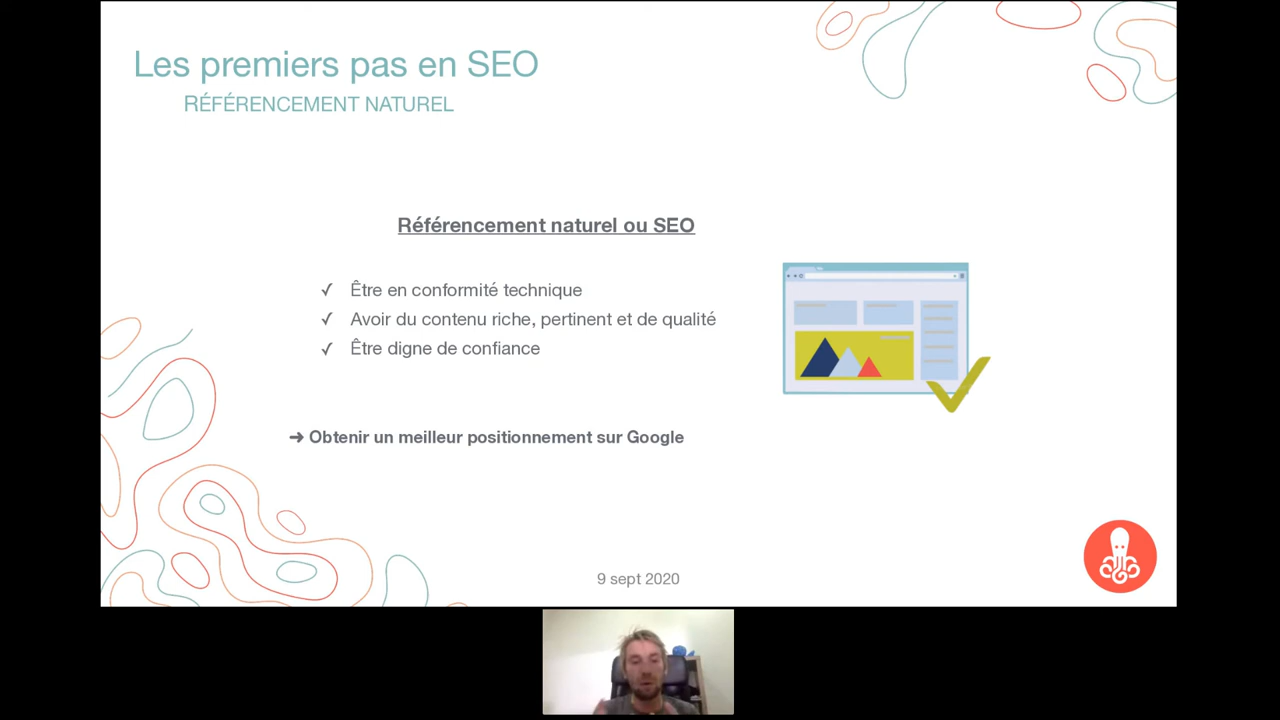 Les premiers pas en SEO
RÉFÉRENCEMENT NATUREL
Référencement naturel ou SEO
✓ Être en conformité technique
✓ Avoir du contenu riche, pertinent et de qualité
✓ Être digne de confiance
➜ Obtenir un meilleur positionnement sur Google
9 sept 2020